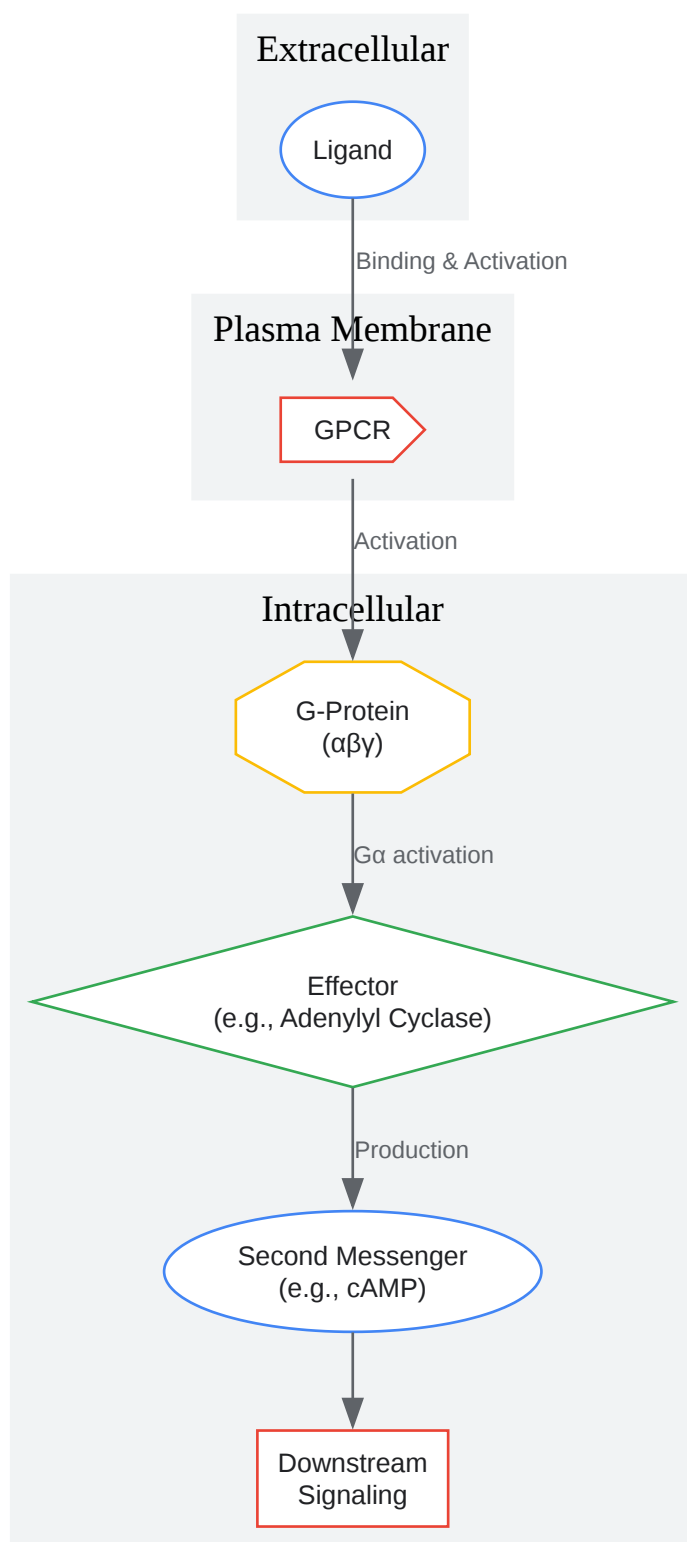 Extracellular
Ligand
Binding & Activation
Plasma Membrane
GPCR
Activation
Intracellular
G-Protein
(αβγ)
Gα activation
Effector
(e.g., Adenylyl Cyclase)
Production
Second Messenger
(e.g., cAMP)
Downstream
Signaling